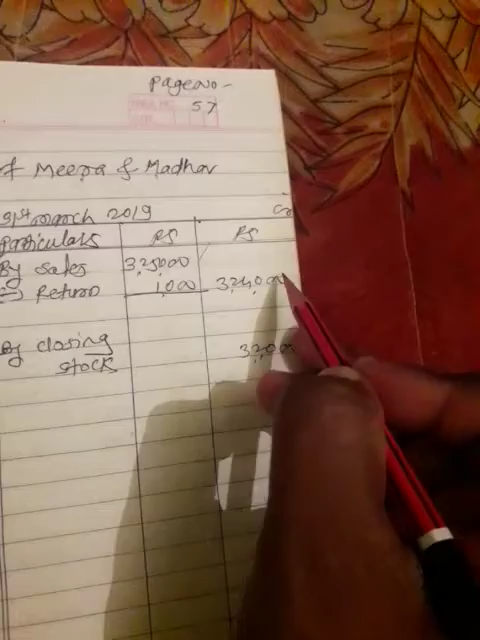 Page No -
57
f Meera & Madhav
31st march 2019
Cr
Particulars Rs Rs
By Sales 3,25,000
Return 1,000 3,24,000
By closing
stock